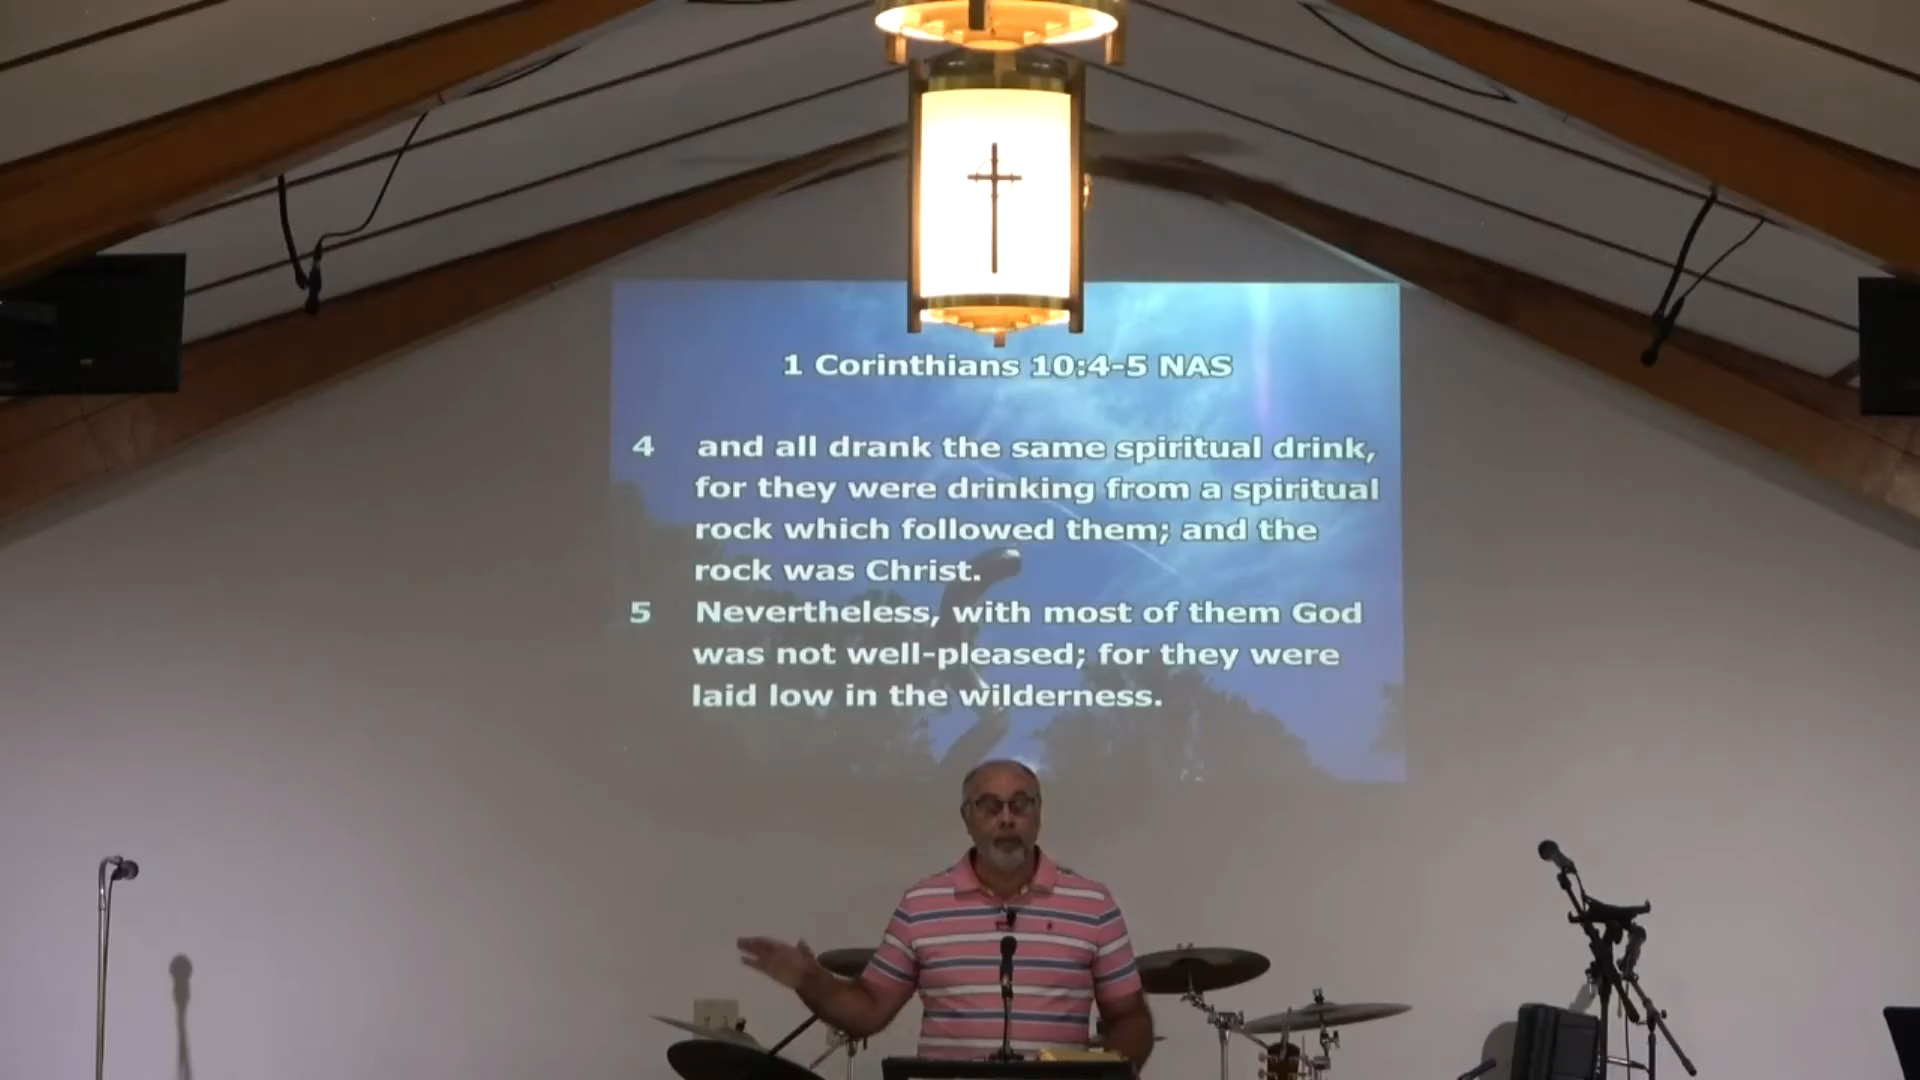 1 Corinthians 10:4-5 NAS
4 and all drank the same spiritual drink,
for they were drinking from a spiritual
rock which followed them; and the
rock was Christ.
5 Nevertheless, with most of them God
was not well-pleased; for they were
laid low in the wilderness.